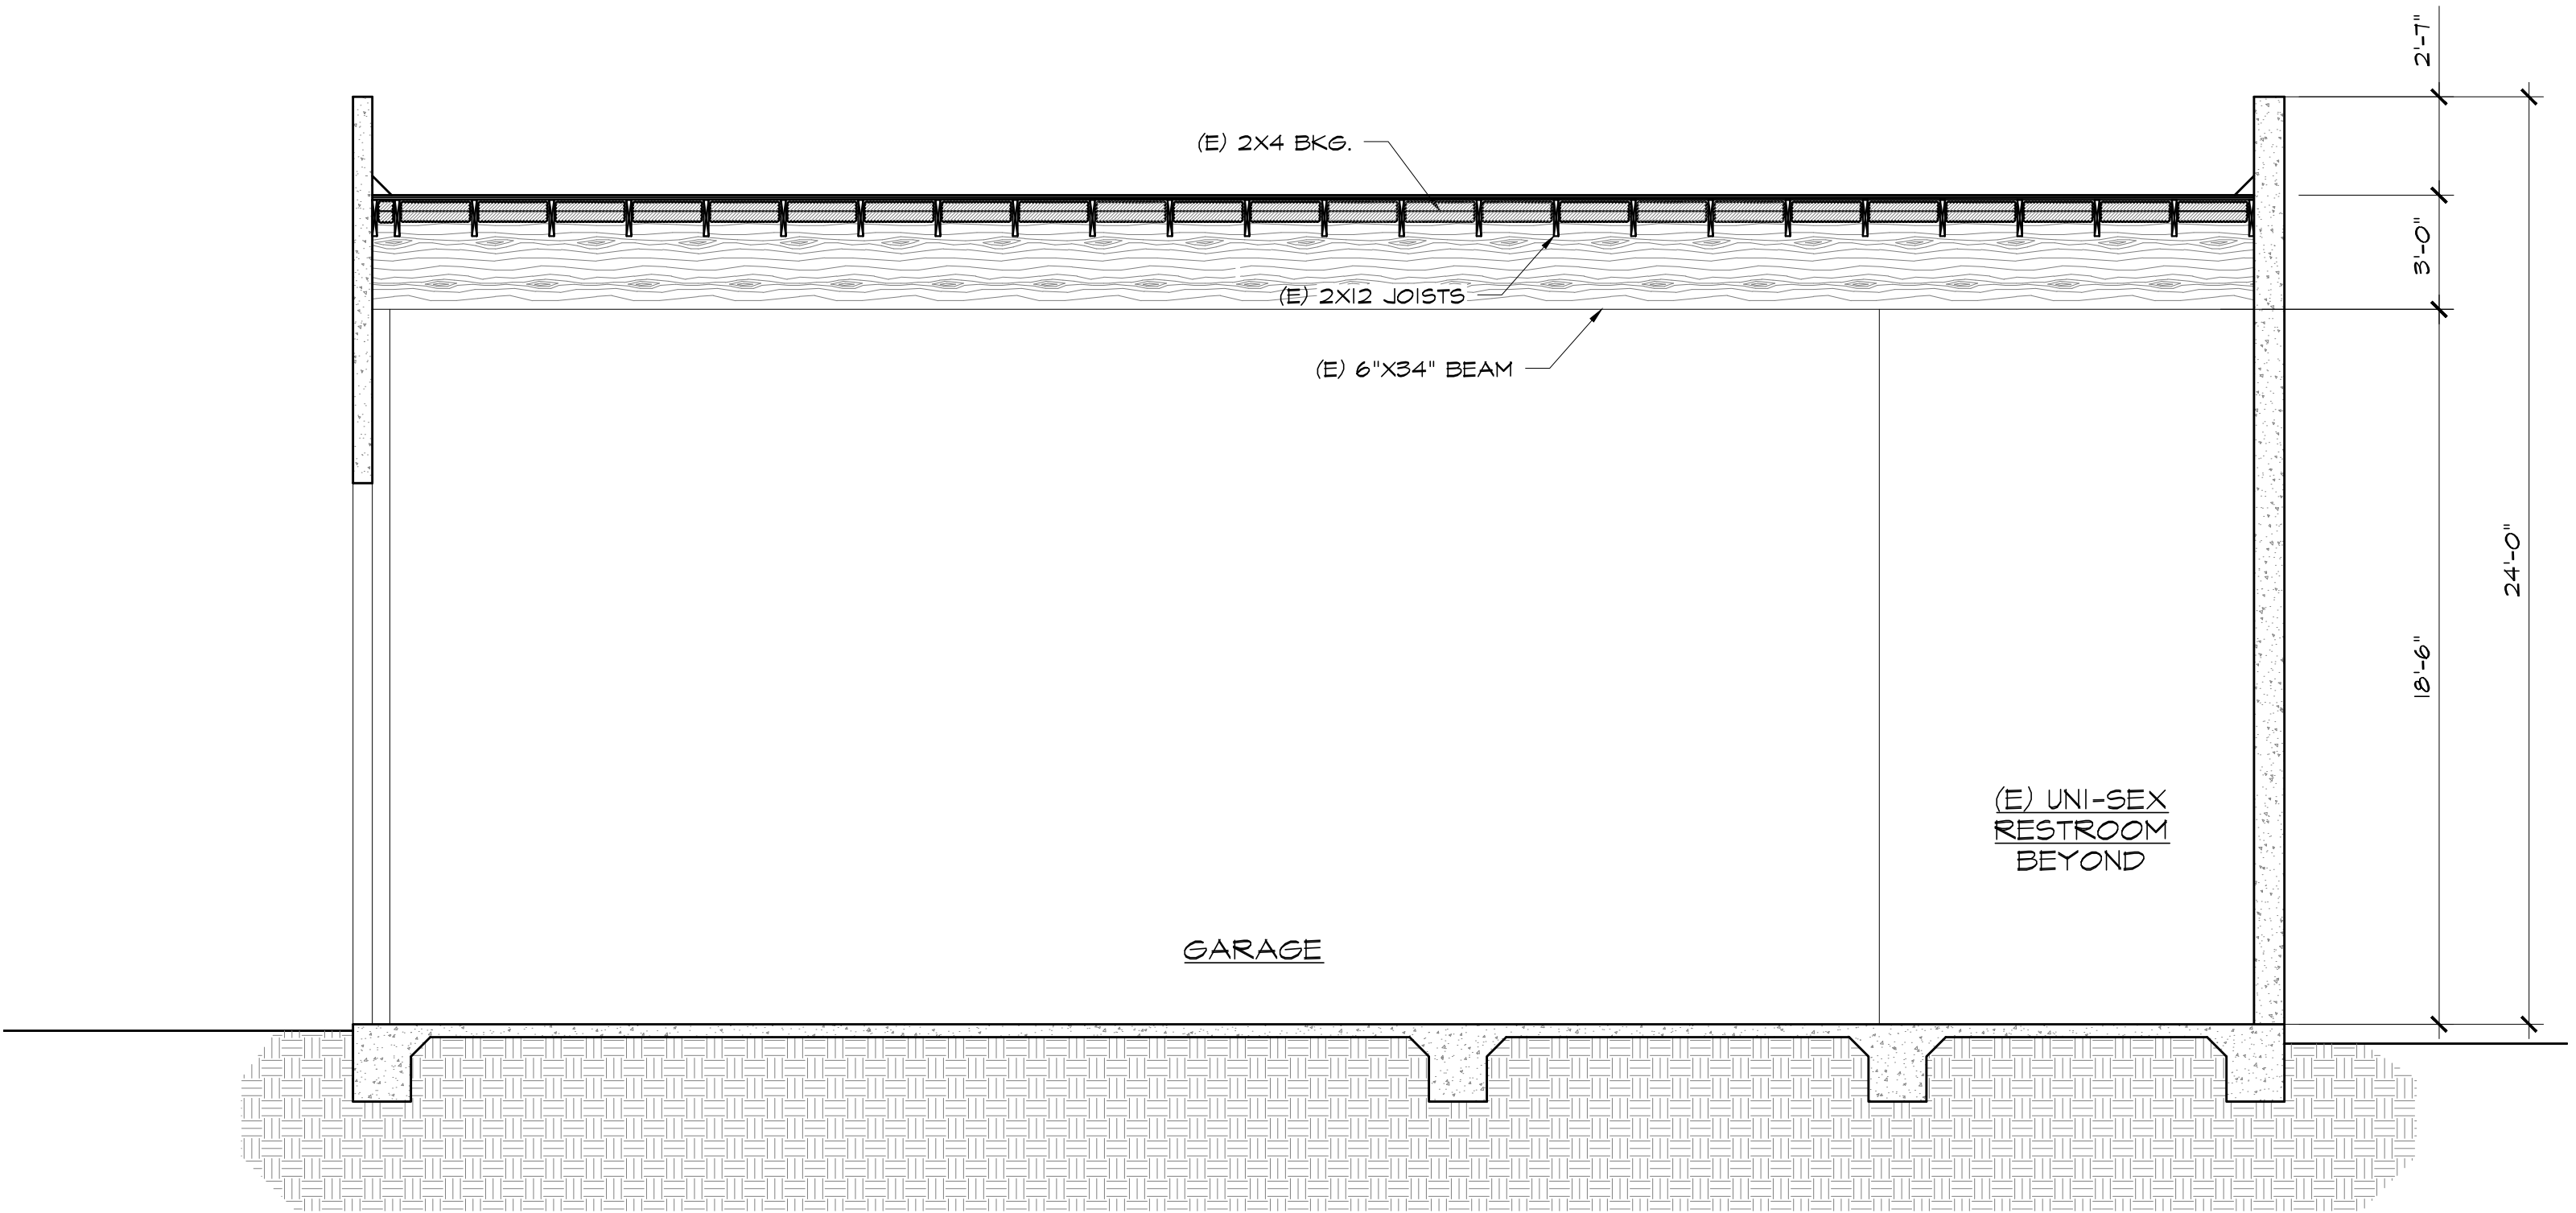 2'-7"
(E) 2X4 BKG.
3'-0"
(E) 2X12 JOISTS
(E) 6"X34" BEAM
24'-0"
18'-6"
(E) UNI-SEX
RESTROOM
BEYOND
GARAGE